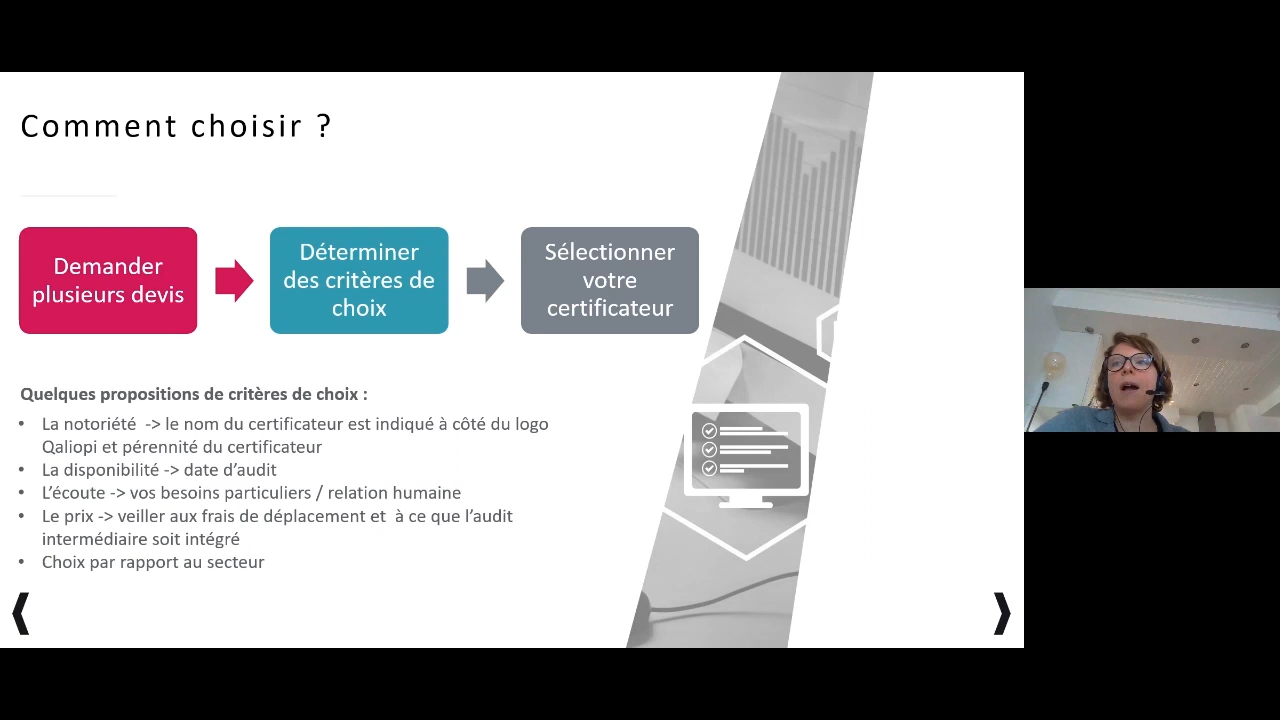 Comment choisir ?
Demander
plusieurs devis
Déterminer
des critères de
choix
Sélectionner
votre
certificateur
Quelques propositions de critères de choix :
• La notoriété -> le nom du certificateur est indiqué à côté du logo
Qaliopi et pérennité du certificateur
• La disponibilité -> date d'audit
• L'écoute -> vos besoins particuliers / relation humaine
• Le prix -> veiller aux frais de déplacement et à ce que l'audit
intermédiaire soit intégré
• Choix par rapport au secteur